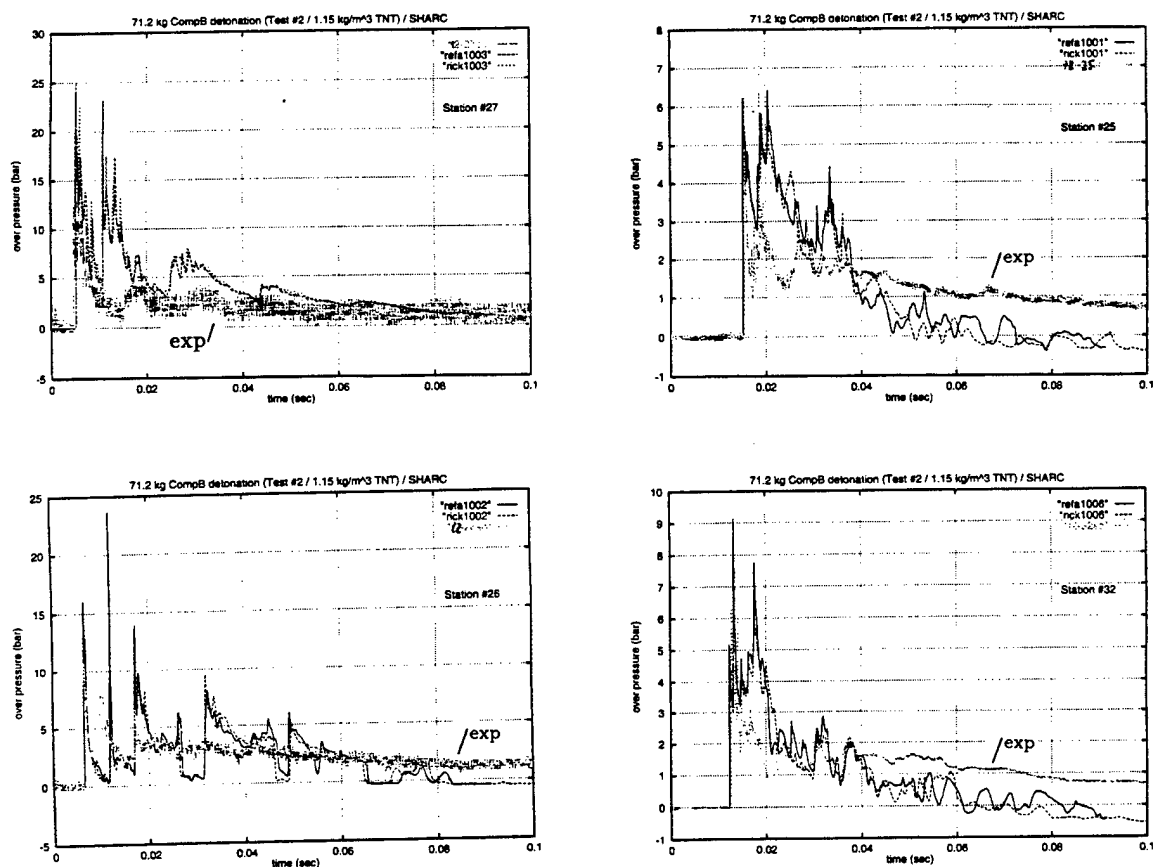 71.2 kg CompB detonation (Test #2 / 1.15 kg/m^3 TNT) / SHARC
30
25
20
15
10
5
0
-5
over pressure (bar)
"refa1003"
"rick1003"
Station #27
exp
0
0.02
0.04
0.06
0.08
0.1
time (sec)
71.2 kg CompB detonation (Test #2 / 1.15 kg/m^3 TNT) / SHARC
8
7
6
5
4
3
2
1
0
-1
over pressure (bar)
"refa1001"
"rick1001"
Station #25
exp
0
0.02
0.04
0.06
0.08
0.1
time (sec)
71.2 kg CompB detonation (Test #2 / 1.15 kg/m^3 TNT) / SHARC
25
20
15
10
5
0
-5
over pressure (bar)
"refa1002"
"rick1002"
Station #26
exp
0
0.02
0.04
0.06
0.08
0.1
time (sec)
71.2 kg CompB detonation (Test #2 / 1.15 kg/m^3 TNT) / SHARC
10
9
8
7
6
5
4
3
2
1
0
-1
over pressure (bar)
"refa1006"
"rick1006"
Station #32
exp
0
0.02
0.04
0.06
0.08
0.1
time (sec)